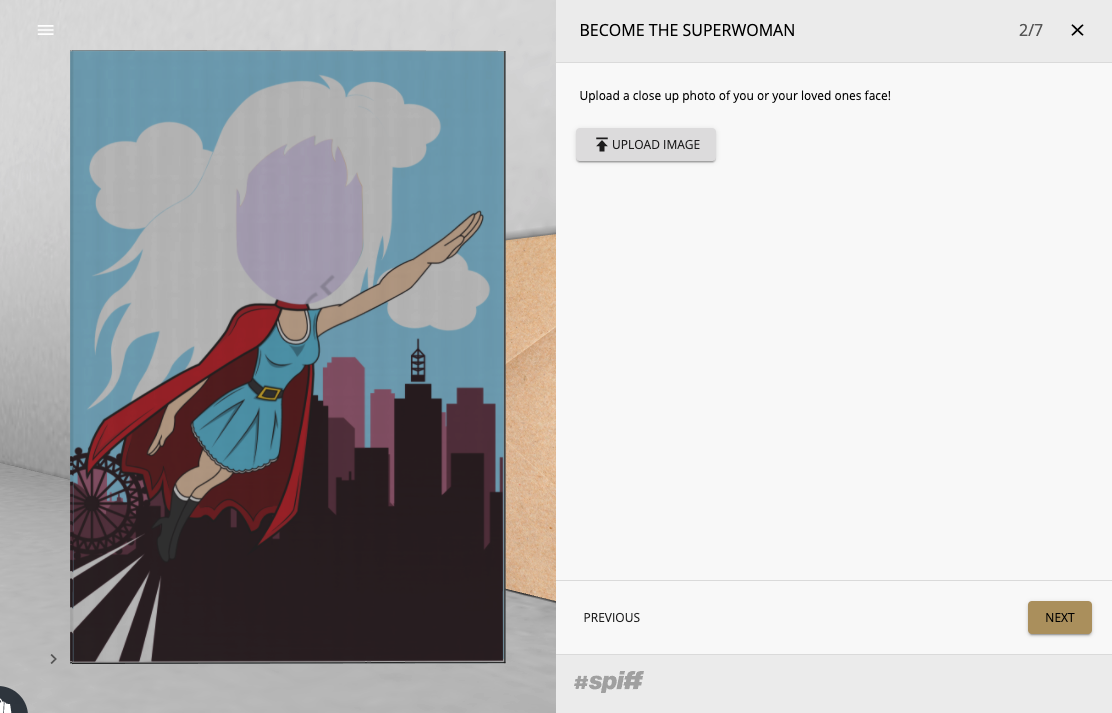 BECOME THE SUPERWOMAN
2/7
Upload a close up photo of you or your loved ones face!
UPLOAD IMAGE
PREVIOUS
NEXT
#spiff